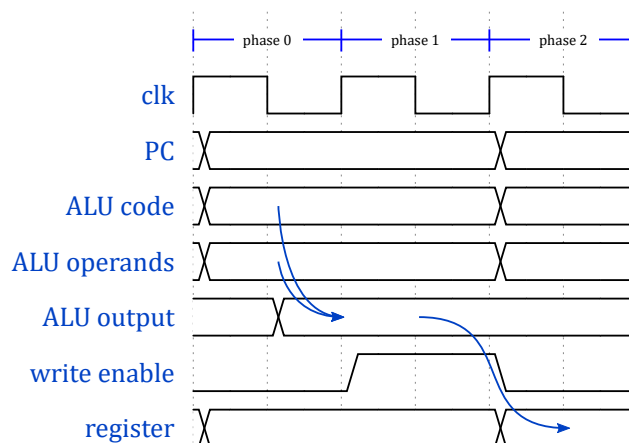 phase 0 phase 1 phase 2
clk
PC
ALU code
ALU operands
ALU output
write enable
register